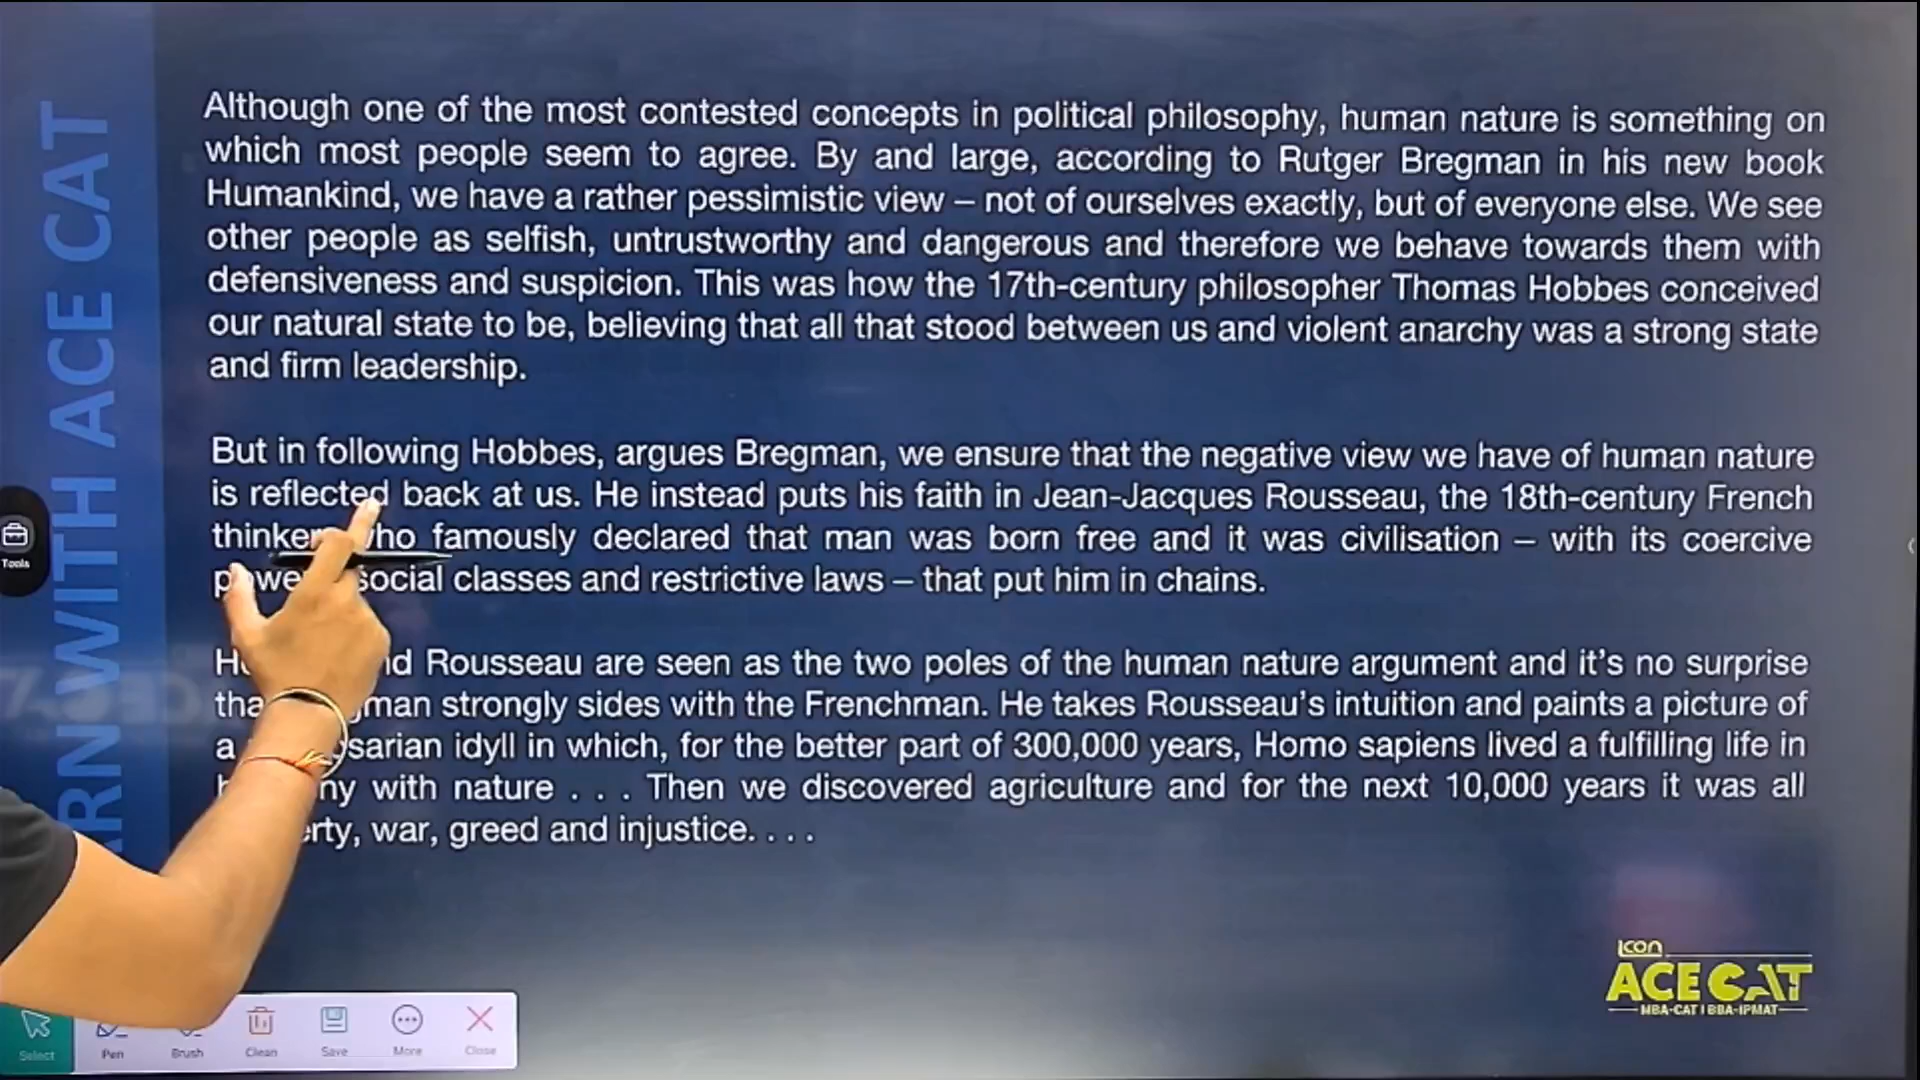 Although one of the most contested concepts in political philosophy, human nature is something on
which most people seem to agree. By and large, according to Rutger Bregman in his new book
Humankind, we have a rather pessimistic view – not of ourselves exactly, but of everyone else. We see
other people as selfish, untrustworthy and dangerous and therefore we behave towards them with
defensiveness and suspicion. This was how the 17th-century philosopher Thomas Hobbes conceived
our natural state to be, believing that all that stood between us and violent anarchy was a strong state
and firm leadership.
But in following Hobbes, argues Bregman, we ensure that the negative view we have of human nature
is reflected back at us. He instead puts his faith in Jean-Jacques Rousseau, the 18th-century French
thinker, who famously declared that man was born free and it was civilisation – with its coercive
social classes and restrictive laws – that put him in chains.
Rousseau are seen as the two poles of the human nature argument and it's no surprise
strongly sides with the Frenchman. He takes Rousseau's intuition and paints a picture of
a idyll in which, for the better part of 300,000 years, Homo sapiens lived a fulfilling life in
with nature . . . Then we discovered agriculture and for the next 10,000 years it was all
war, greed and injustice. . . .
LEARN WITH ACE CAT
Tools
icon
ACE CAT
MBA-CAT I BBA-IPMAT
Select
Pen
Brush
Clean
Save
More
Close